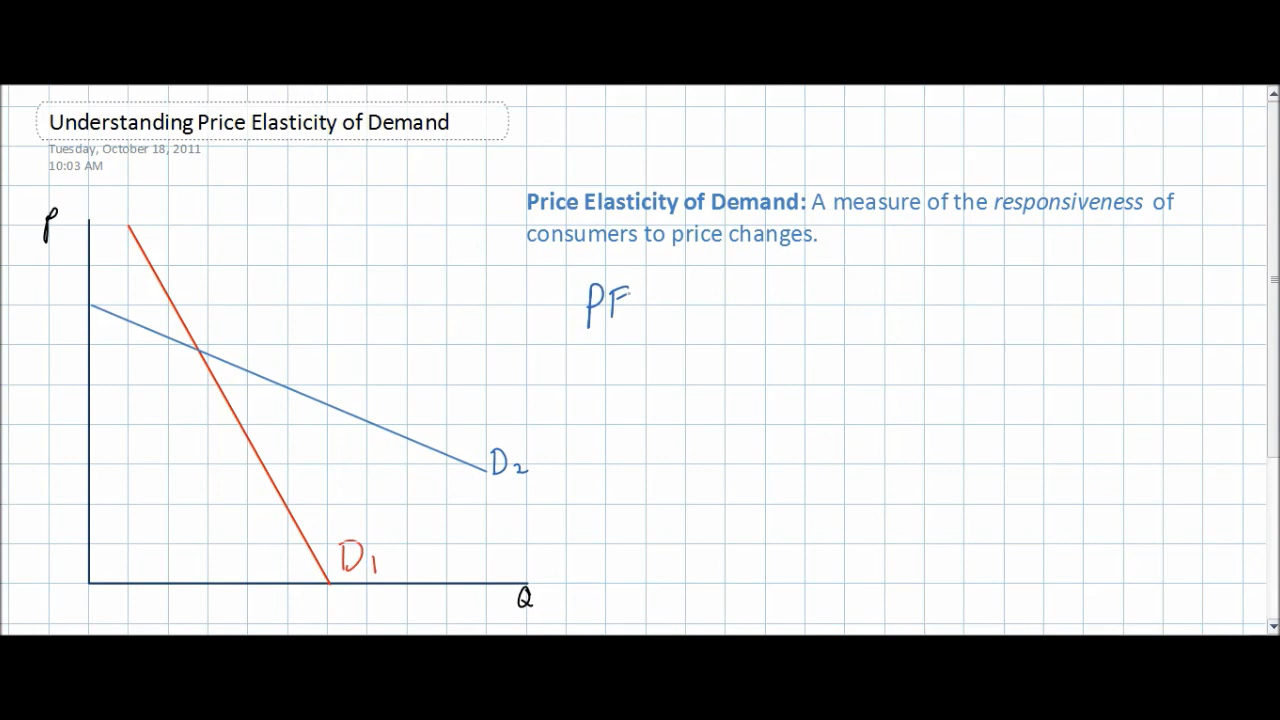 Understanding Price Elasticity of Demand
Tuesday, October 18, 2011
10:03 AM
Price Elasticity of Demand: A measure of the responsiveness of
consumers to price changes.
P
PF
D2
D1
Q